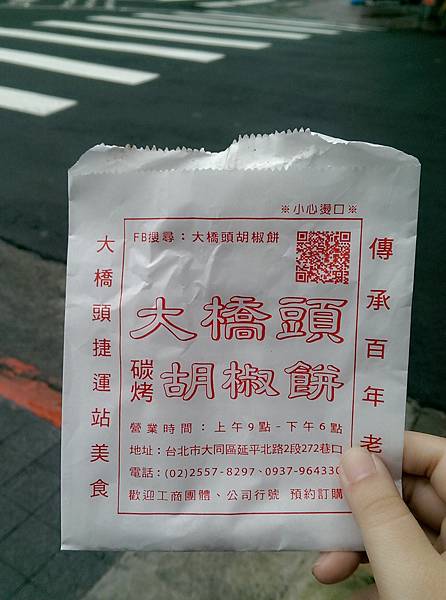 ※小心燙口※
FB搜尋：大橋頭胡椒餅
大橋頭
碳烤
胡椒餅
營業時間：上午9點-下午6點
地址：台北市大同區延平北路2段272巷口
電話：(02)2557-8297、0937-964330
歡迎工商團體、公司行號 預約訂購
大橋頭捷運站美食
傳承百年老